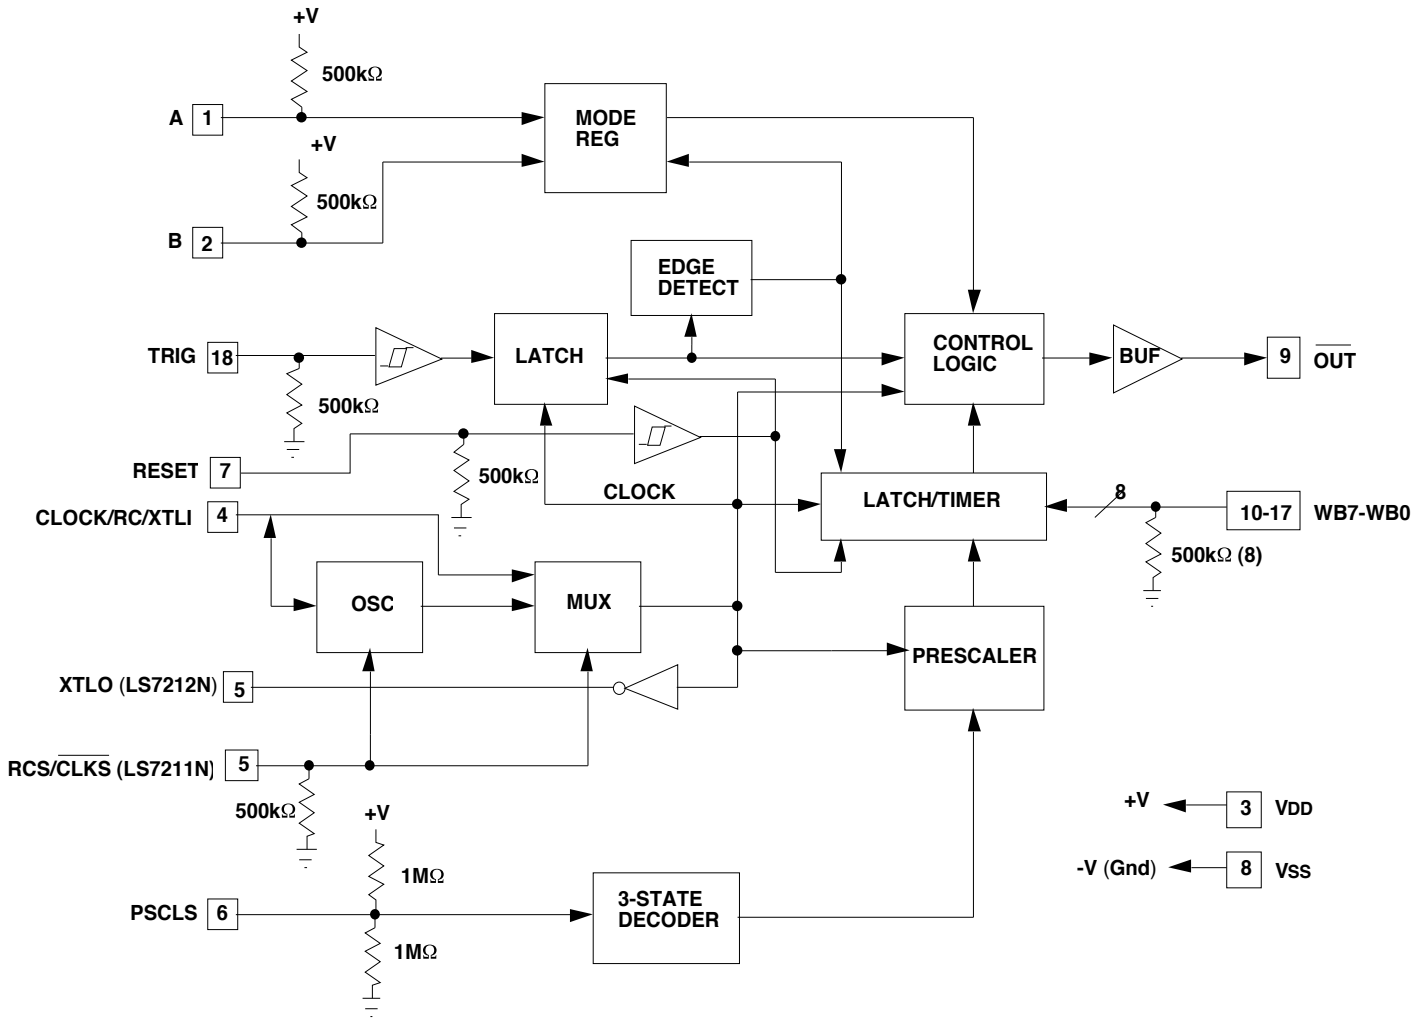 +V
500kΩ
A 1
MODE
REG
+V
500kΩ
B 2
EDGE
DETECT
TRIG 18
LATCH
CONTROL
LOGIC
BUF
9 OUT
500kΩ
RESET 7
500kΩ
CLOCK
LATCH/TIMER
8
10-17 WB7-WB0
500kΩ (8)
CLOCK/RC/XTLI 4
OSC
MUX
PRESCALER
XTLO (LS7212N) 5
RCS/CLKS (LS7211N) 5
500kΩ
+V
1MΩ
PSCLS 6
1MΩ
3-STATE
DECODER
+V 3 VDD
-V (Gnd) 8 VSS